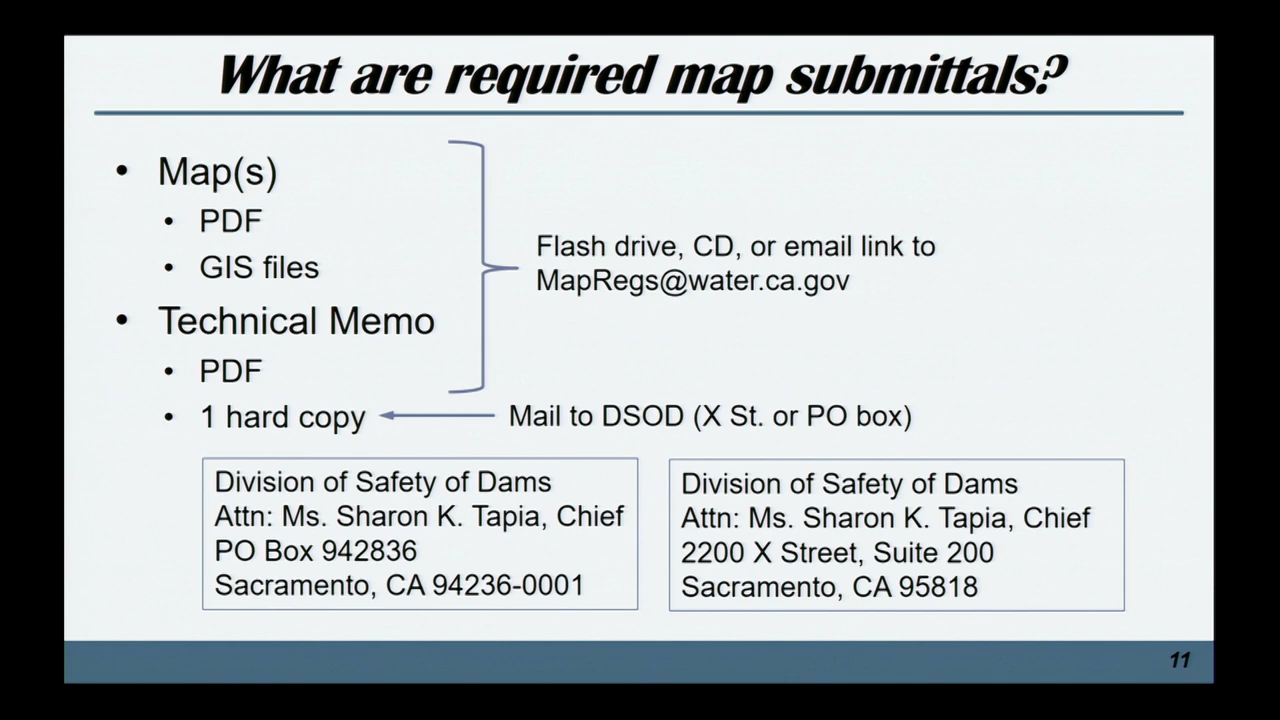 What are required map submittals?
• Map(s)
• PDF
• GIS files
• Technical Memo
• PDF
• 1 hard copy
Flash drive, CD, or email link to
MapRegs@water.ca.gov
Mail to DSOD (X St. or PO box)
Division of Safety of Dams
Attn: Ms. Sharon K. Tapia, Chief
PO Box 942836
Sacramento, CA 94236-0001
Division of Safety of Dams
Attn: Ms. Sharon K. Tapia, Chief
2200 X Street, Suite 200
Sacramento, CA 95818
11